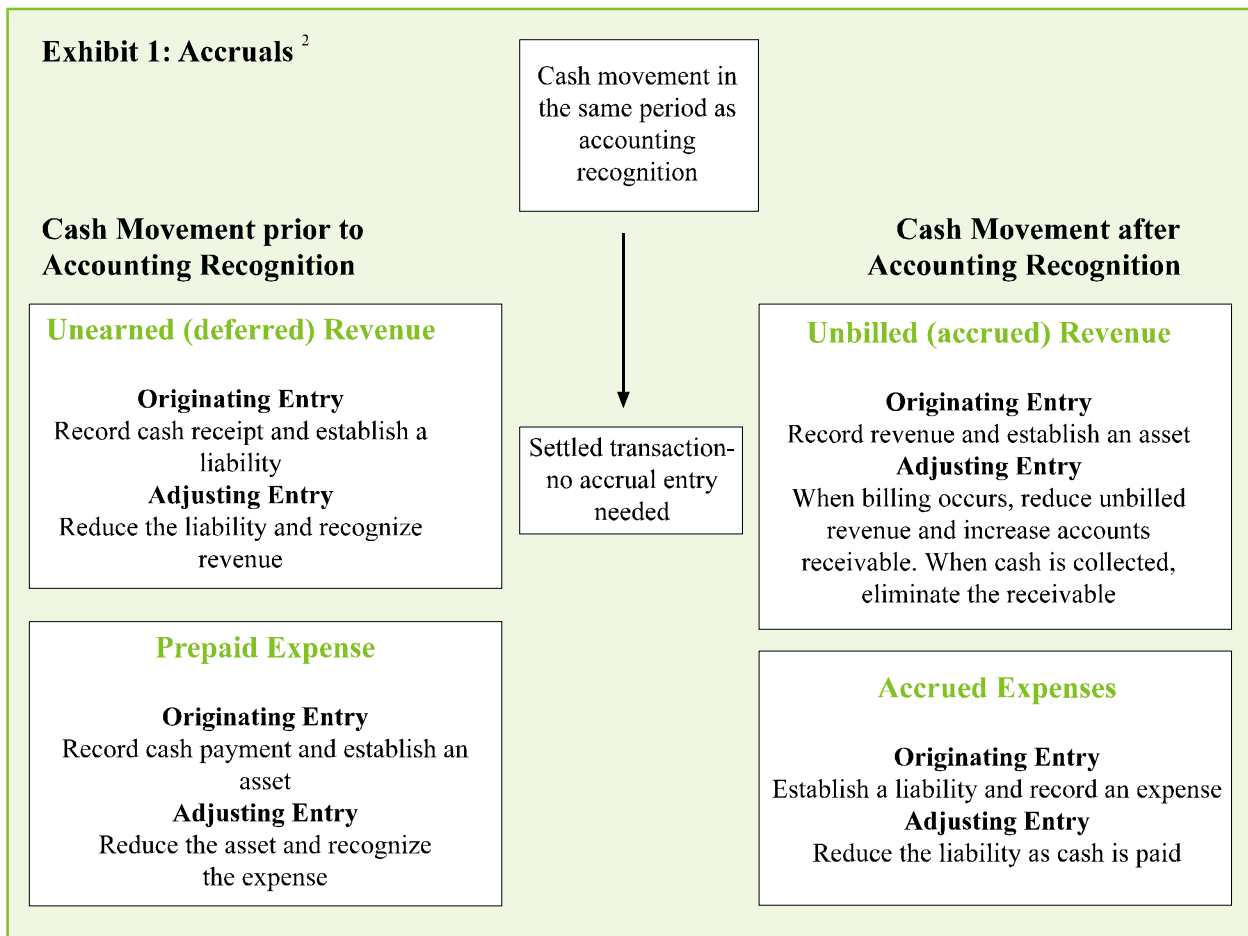 Exhibit 1: Accruals 2
Cash movement in
the same period as
accounting
recognition
Cash Movement prior to
Accounting Recognition
Cash Movement after
Accounting Recognition
Unearned (deferred) Revenue
Originating Entry
Record cash receipt and establish a
liability
Adjusting Entry
Reduce the liability and recognize
revenue
Settled transaction-
no accrual entry
needed
Unbilled (accrued) Revenue
Originating Entry
Record revenue and establish an asset
Adjusting Entry
When billing occurs, reduce unbilled
revenue and increase accounts
receivable. When cash is collected,
eliminate the receivable
Prepaid Expense
Originating Entry
Record cash payment and establish an
asset
Adjusting Entry
Reduce the asset and recognize
the expense
Accrued Expenses
Originating Entry
Establish a liability and record an expense
Adjusting Entry
Reduce the liability as cash is paid